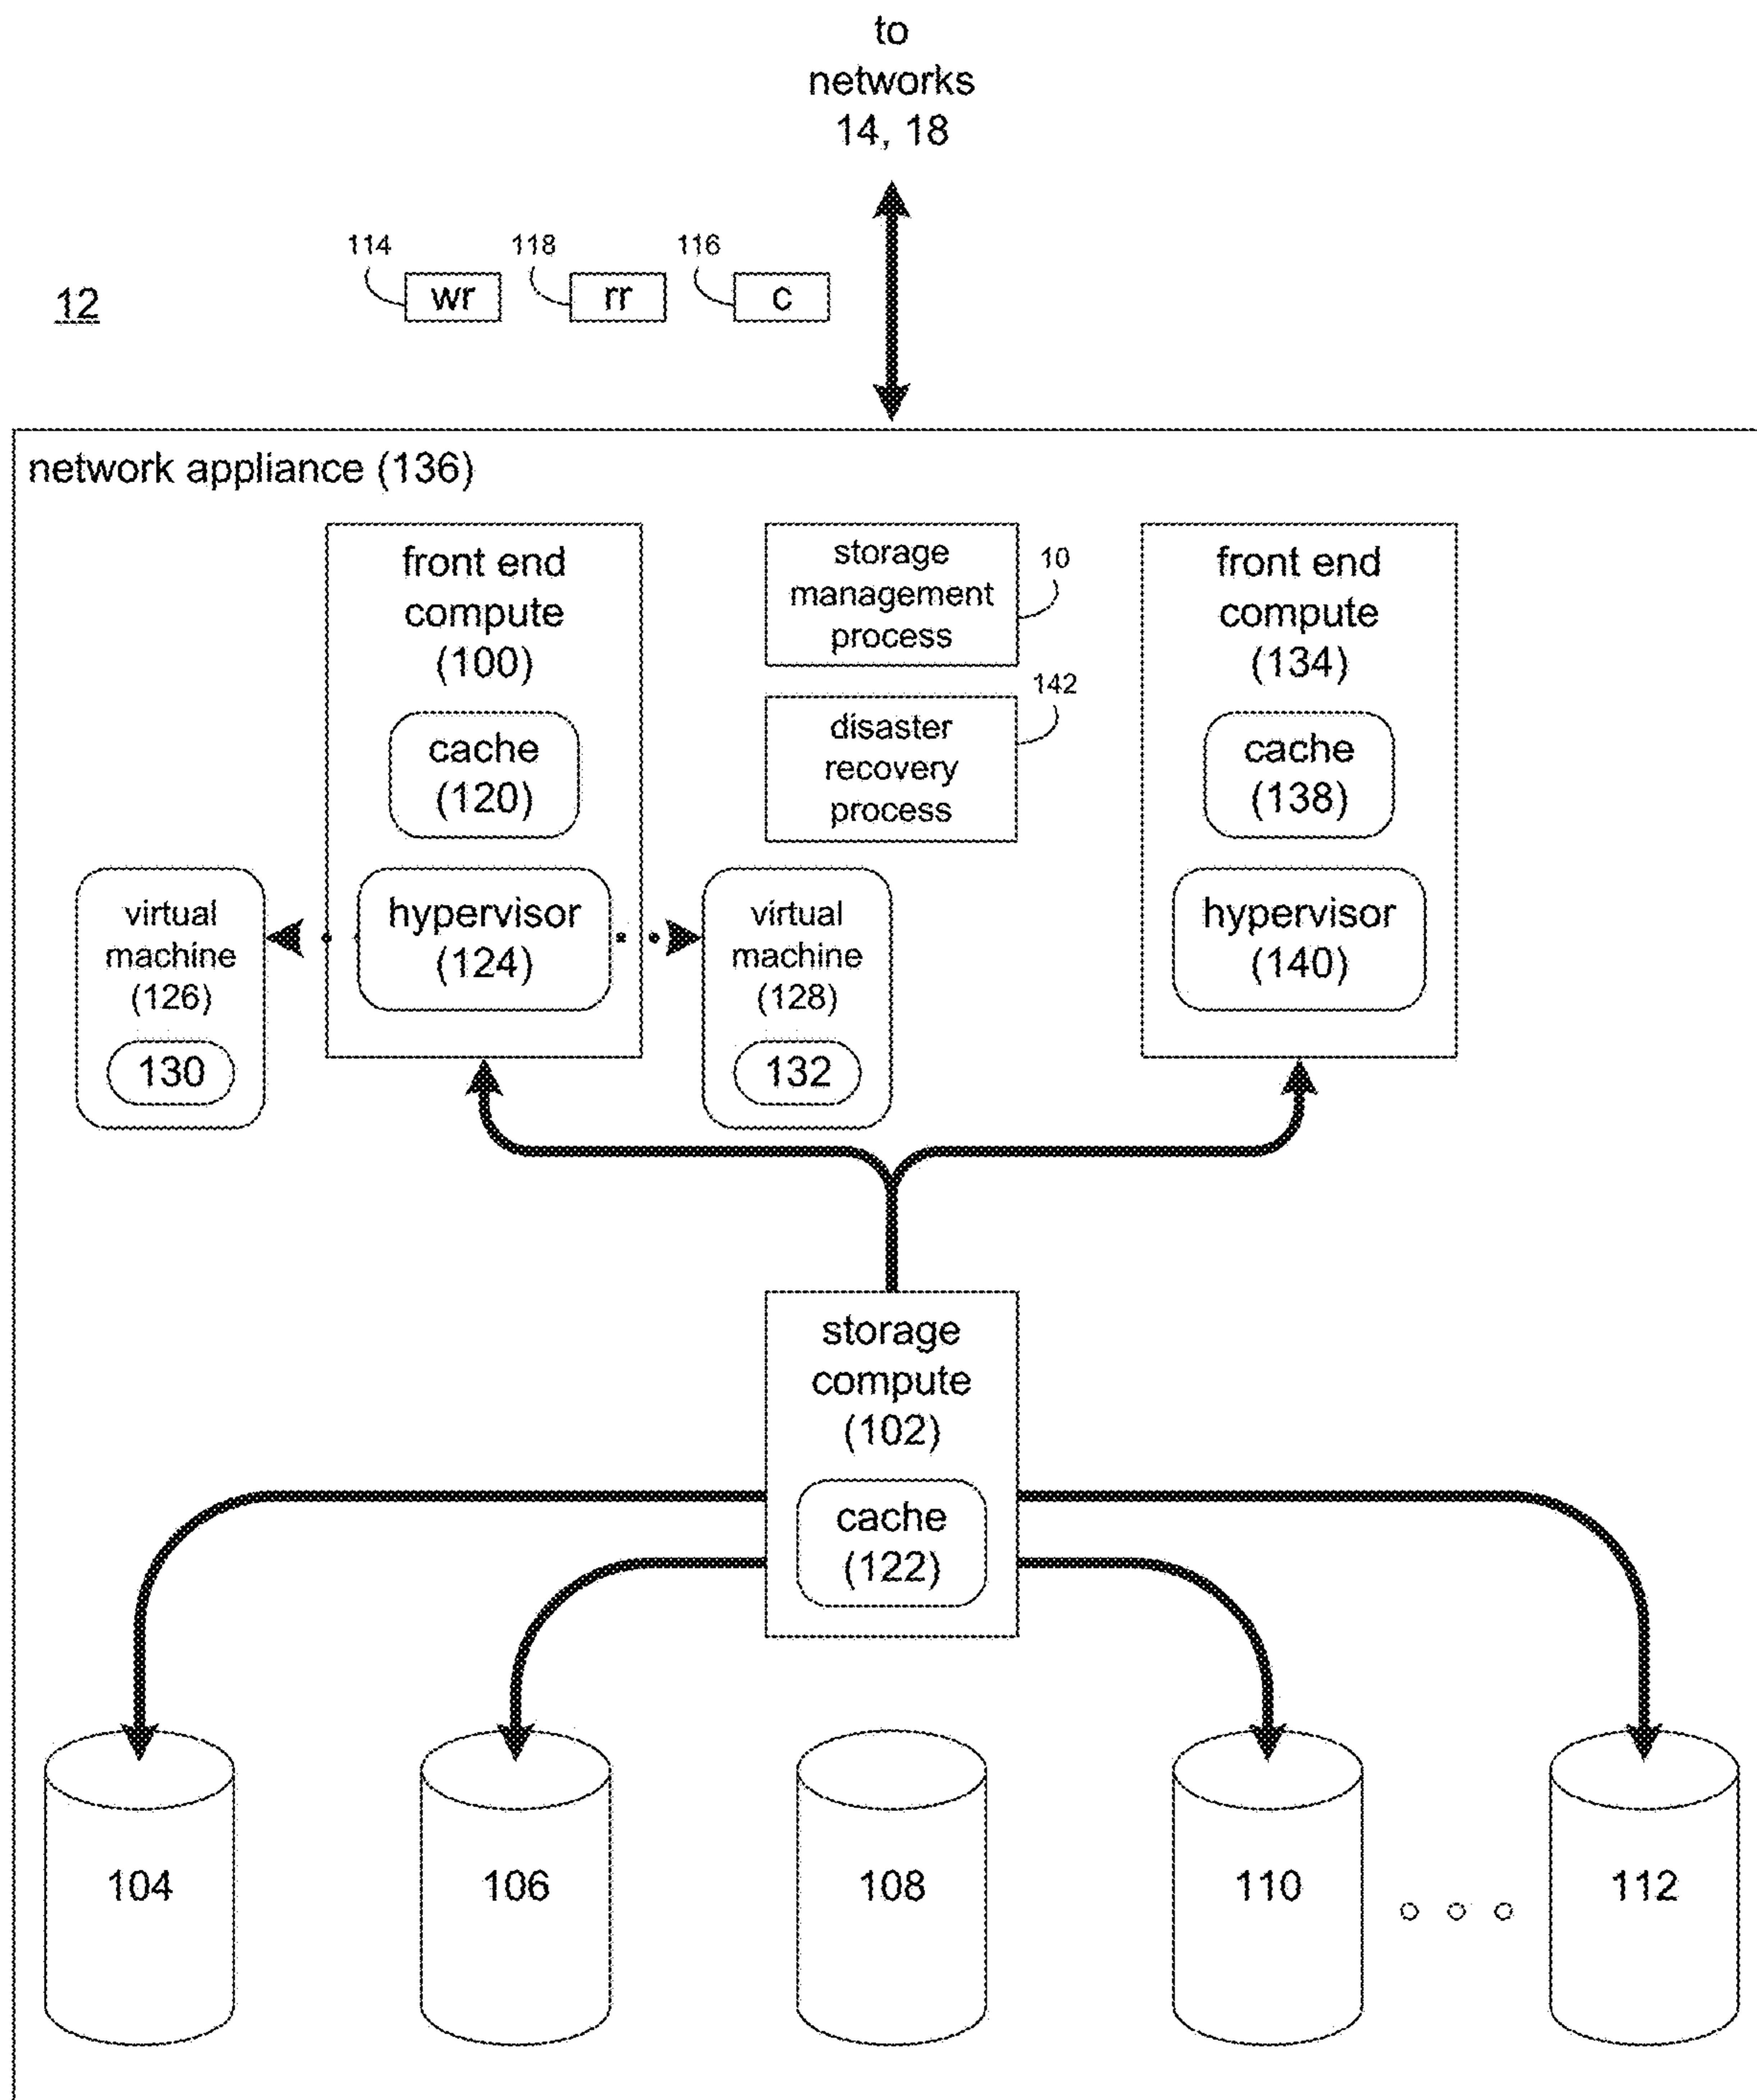 to
networks
14, 18
114
118
116
wr
rr
c
12
network appliance (136)
front end
compute
(100)
cache
(120)
hypervisor
(124)
virtual
machine
(126)
130
virtual
machine
(128)
132
storage
management
process
10
disaster
recovery
process
142
front end
compute
(134)
cache
(138)
hypervisor
(140)
storage
compute
(102)
cache
(122)
104
106
108
110
112